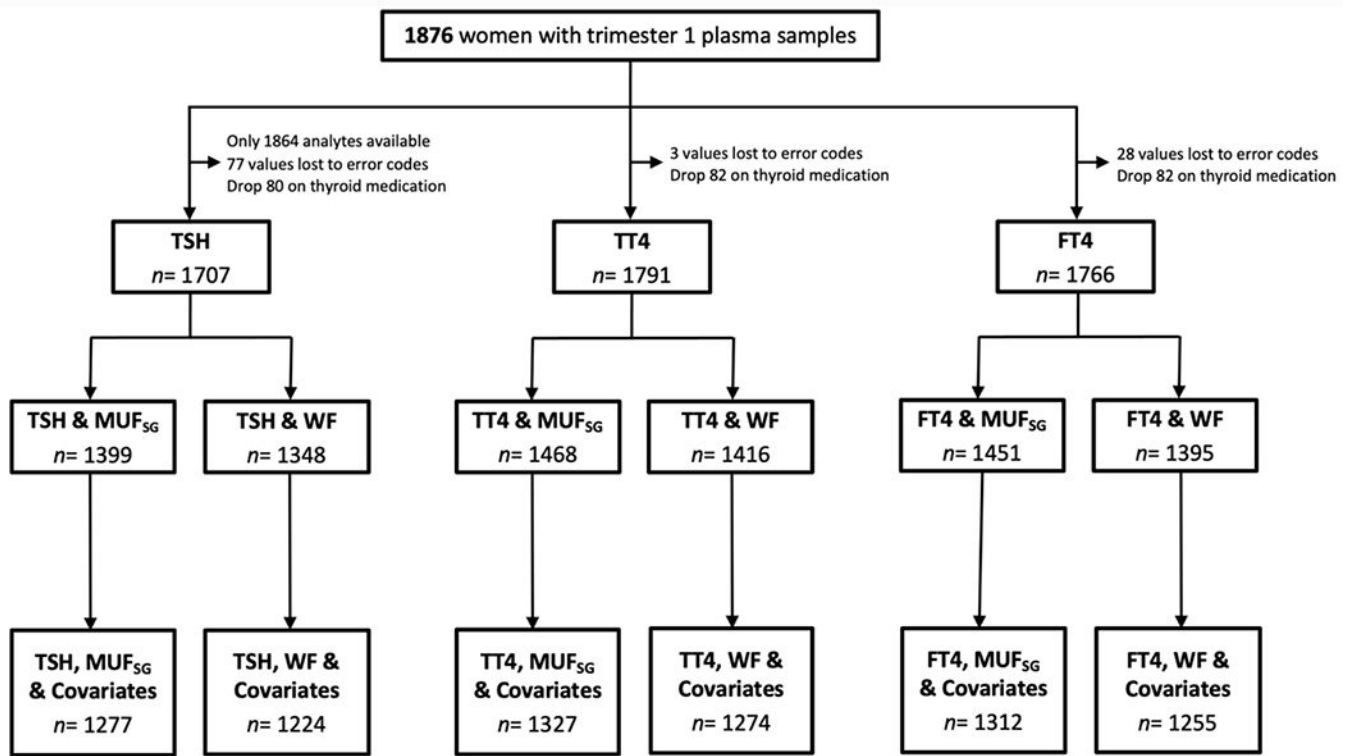 1876 women with trimester 1 plasma samples
Only 1864 analytes available
77 values lost to error codes
Drop 80 on thyroid medication
3 values lost to error codes
Drop 82 on thyroid medication
28 values lost to error codes
Drop 82 on thyroid medication
TSH
n= 1707
TT4
n= 1791
FT4
n= 1766
TSH & MUFSG
n= 1399
TSH & WF
n= 1348
TT4 & MUFSG
n= 1468
TT4 & WF
n= 1416
FT4 & MUFSG
n= 1451
FT4 & WF
n= 1395
TSH, MUFSG
& Covariates
n= 1277
TSH, WF &
Covariates
n= 1224
TT4, MUFSG
& Covariates
n= 1327
TT4, WF &
Covariates
n= 1274
FT4, MUFSG
& Covariates
n= 1312
FT4, WF &
Covariates
n= 1255